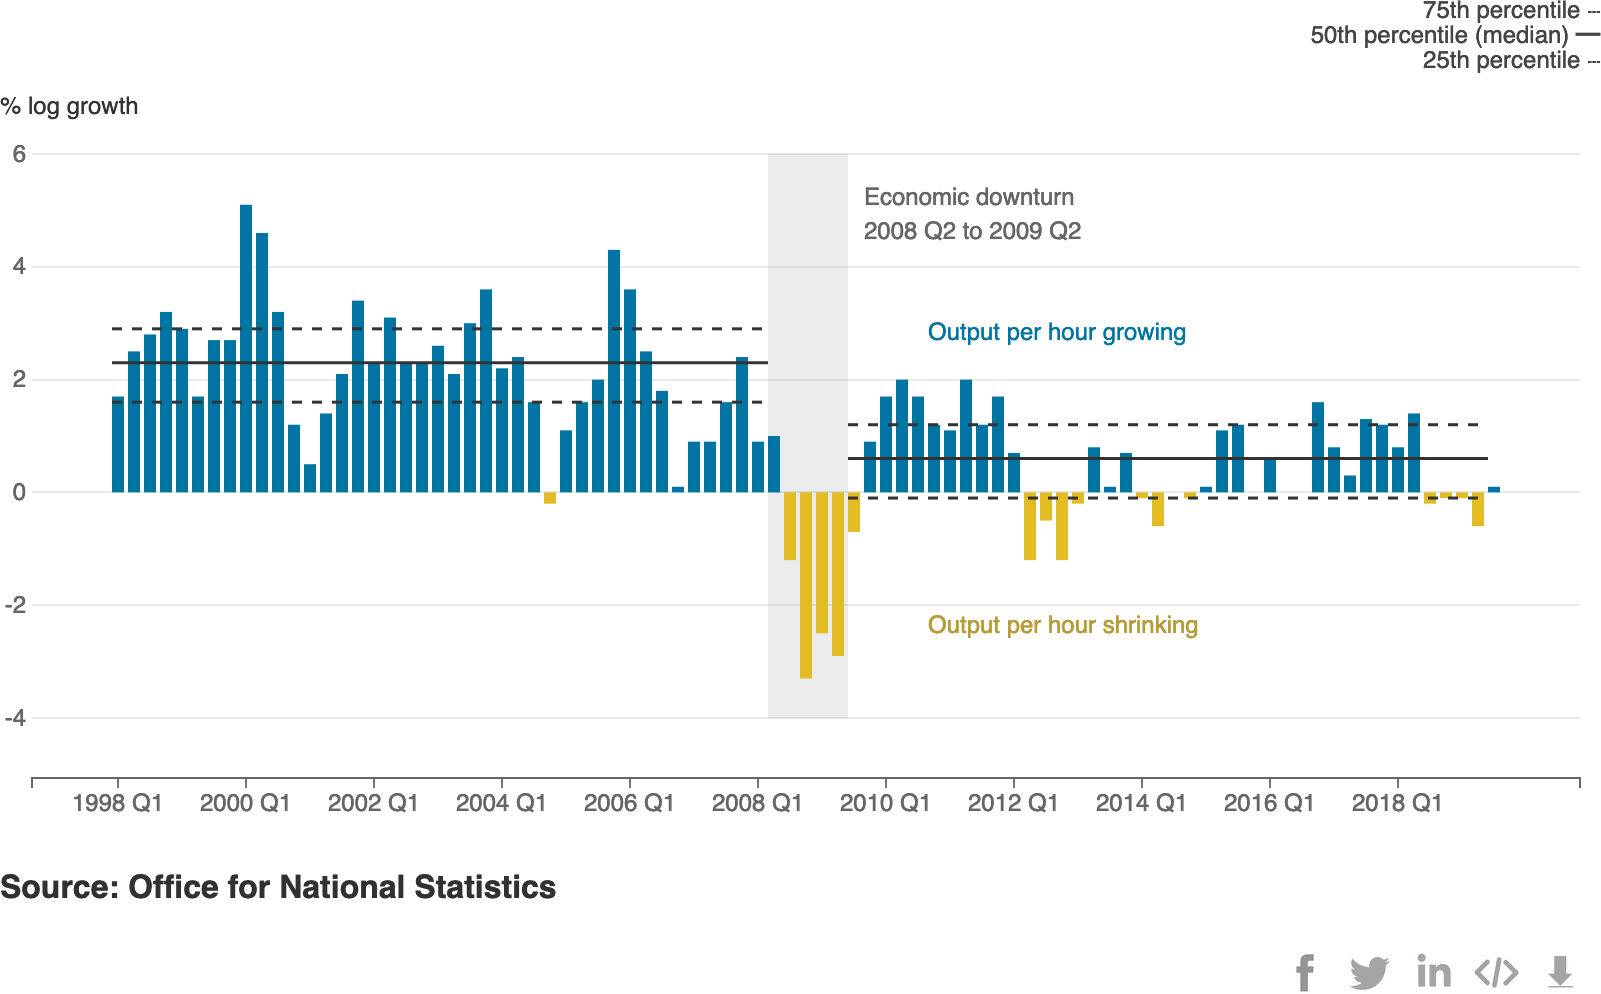 75th percentile
50th percentile (median)
25th percentile
% log growth
6
Economic downturn
2008 Q2 to 2009 Q2
4
Output per hour growing
2
0
-2
Output per hour shrinking
-4
1998 Q1 2000 Q1 2002 Q1 2004 Q1 2006 Q1 2008 Q1 2010 Q1 2012 Q1 2014 Q1 2016 Q1 2018 Q1
Source: Office for National Statistics